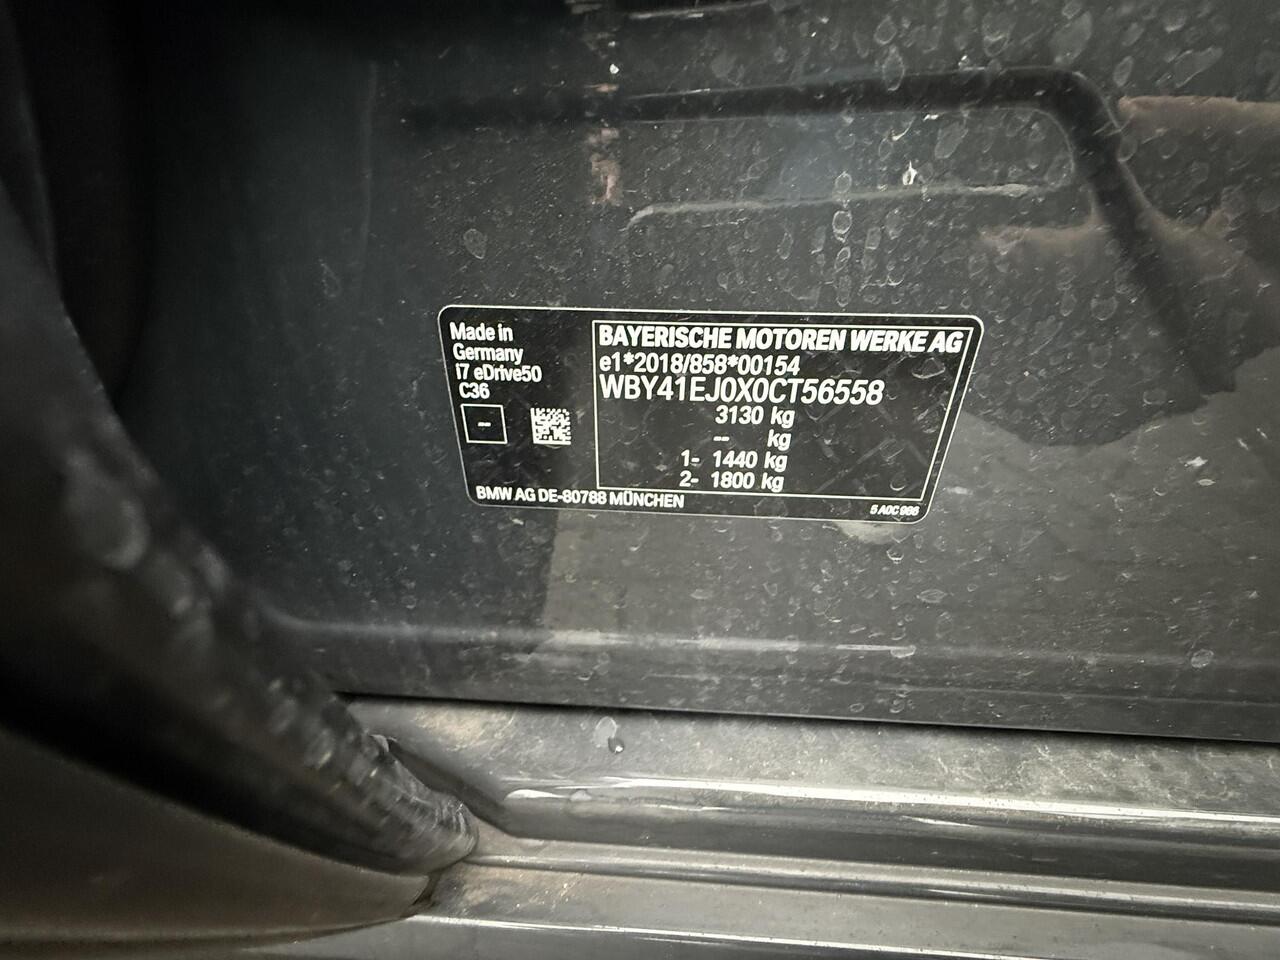 Made in
Germany
i7 eDrive50
C36
--
BMW AG DE-80788 MÜNCHEN
BAYERISCHE MOTOREN WERKE AG
e1*2018/858*00154
WBY41EJ0X0CT56558
3130 kg
-- kg
1- 1440 kg
2- 1800 kg
5 A0C 986